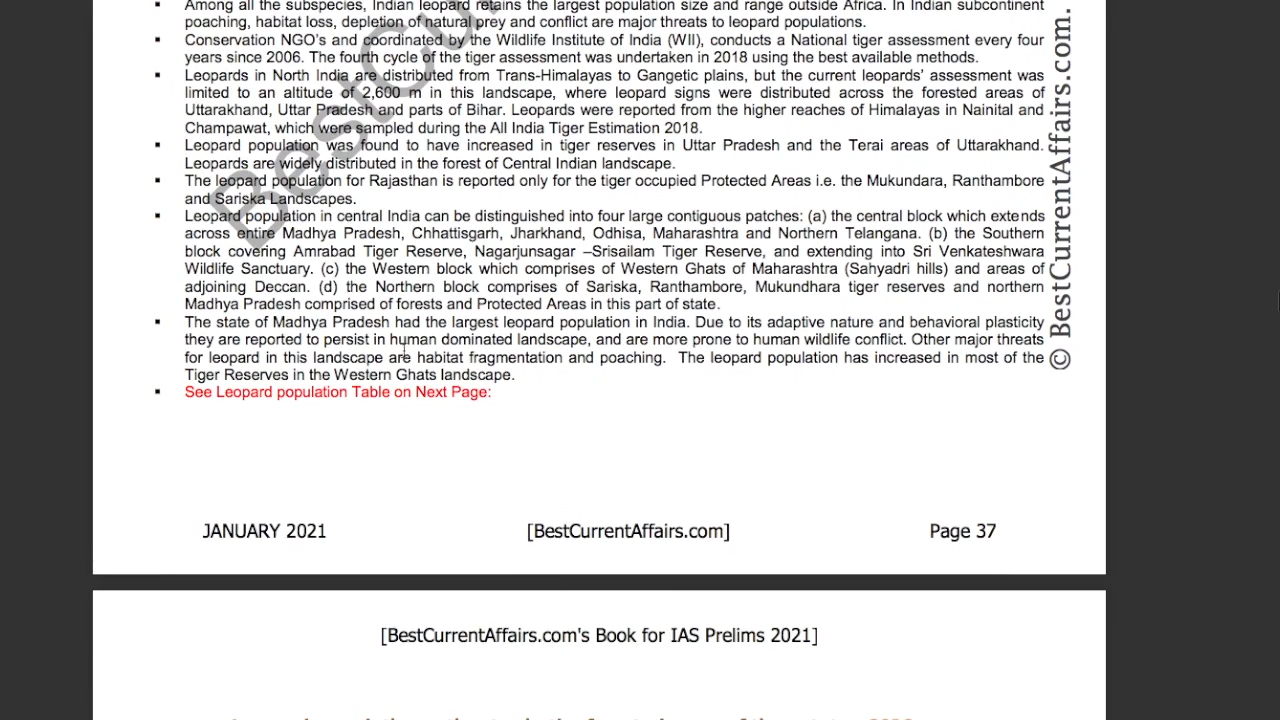 Among all the subspecies, Indian leopard retains the largest population size and range outside Africa. In Indian subcontinent
poaching, habitat loss, depletion of natural prey and conflict are major threats to leopard populations.
▪ Conservation NGO's and coordinated by the Wildlife Institute of India (WII), conducts a National tiger assessment every four
years since 2006. The fourth cycle of the tiger assessment was undertaken in 2018 using the best available methods.
▪ Leopards in North India are distributed from Trans-Himalayas to Gangetic plains, but the current leopards' assessment was
limited to an altitude of 2,600 m in this landscape, where leopard signs were distributed across the forested areas of
Uttarakhand, Uttar Pradesh and parts of Bihar. Leopards were reported from the higher reaches of Himalayas in Nainital and
Champawat, which were sampled during the All India Tiger Estimation 2018.
▪ Leopard population was found to have increased in tiger reserves in Uttar Pradesh and the Terai areas of Uttarakhand.
Leopards are widely distributed in the forest of Central Indian landscape.
▪ The leopard population for Rajasthan is reported only for the tiger occupied Protected Areas i.e. the Mukundara, Ranthambore
and Sariska Landscapes.
▪ Leopard population in central India can be distinguished into four large contiguous patches: (a) the central block which extends
across entire Madhya Pradesh, Chhattisgarh, Jharkhand, Odhisa, Maharashtra and Northern Telangana. (b) the Southern
block covering Amrabad Tiger Reserve, Nagarjunsagar –Srisailam Tiger Reserve, and extending into Sri Venkateshwara
Wildlife Sanctuary. (c) the Western block which comprises of Western Ghats of Maharashtra (Sahyadri hills) and areas of
adjoining Deccan. (d) the Northern block comprises of Sariska, Ranthambore, Mukundhara tiger reserves and northern
Madhya Pradesh comprised of forests and Protected Areas in this part of state.
▪ The state of Madhya Pradesh had the largest leopard population in India. Due to its adaptive nature and behavioral plasticity
they are reported to persist in human dominated landscape, and are more prone to human wildlife conflict. Other major threats
for leopard in this landscape are habitat fragmentation and poaching. The leopard population has increased in most of the
Tiger Reserves in the Western Ghats landscape.
▪ See Leopard population Table on Next Page:
© BestCurrentAffairs.com.
BestCur
JANUARY 2021 [BestCurrentAffairs.com] Page 37
[BestCurrentAffairs.com's Book for IAS Prelims 2021]